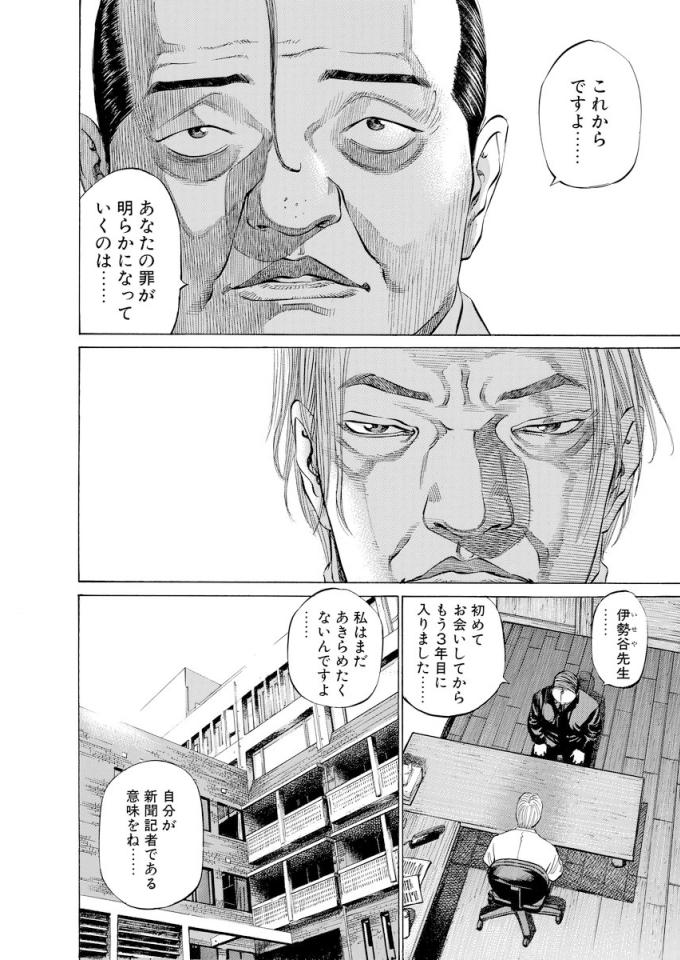 これから
ですよ……
あなたの罪が
明らかになって
いくのは……
伊勢谷先生
いせや
……
初めて
お会いしてから
もう３年目に
入りました……
私はまだ
あきらめたく
ないんですよ
……
自分が
新聞記者である
意味をね……